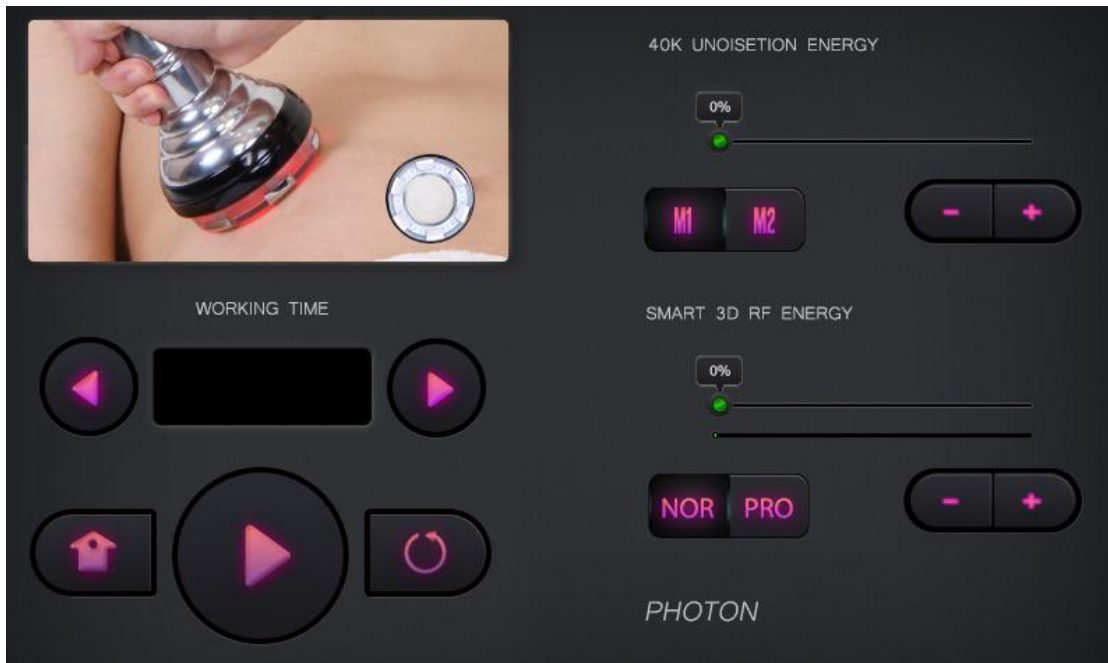 40K UNOISETION ENERGY
0%
M1 M2
- +
WORKING TIME
SMART 3D RF ENERGY
0%
NOR PRO
- +
PHOTON